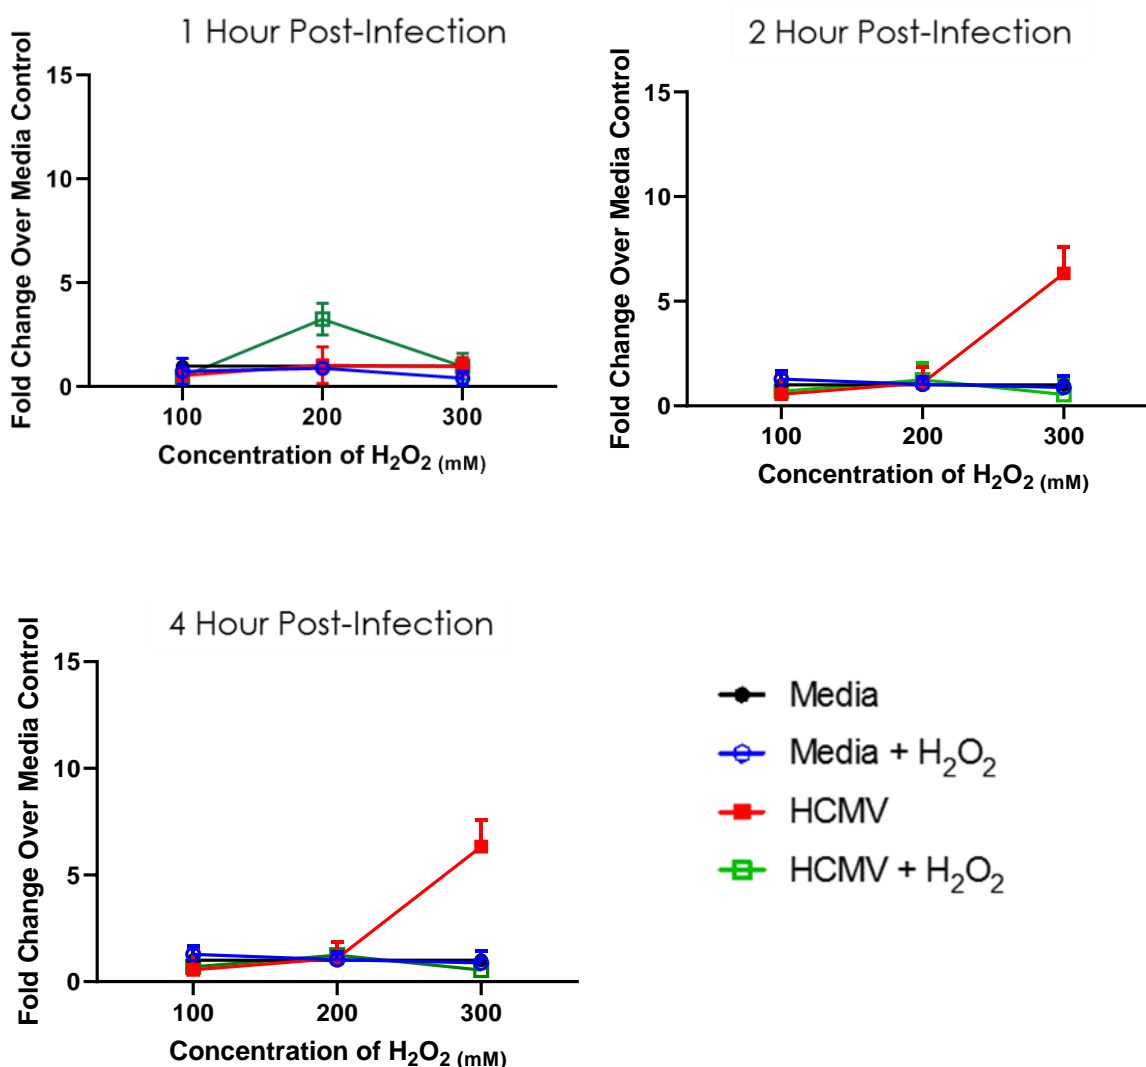 1 Hour Post-Infection
Fold Change Over Media Control
15
10
5
0
100 200 300
Concentration of H₂O₂ (mM)
2 Hour Post-Infection
Fold Change Over Media Control
15
10
5
0
100 200 300
Concentration of H₂O₂ (mM)
4 Hour Post-Infection
Fold Change Over Media Control
15
10
5
0
100 200 300
Concentration of H₂O₂ (mM)
Media
Media + H₂O₂
HCMV
HCMV + H₂O₂